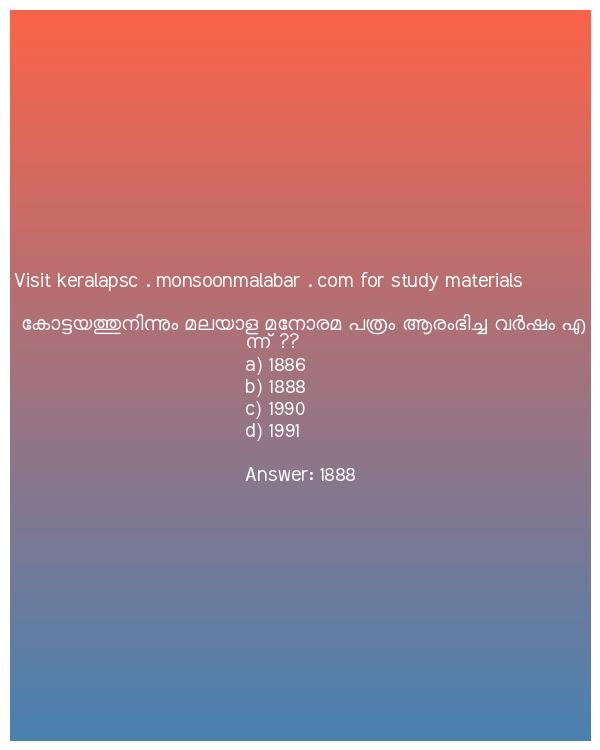 Visit keralapsc . monsoonmalabar . com for study materials
കോട്ടയത്തുനിന്നും മലയാള മനോരമ പത്രം ആരംഭിച്ച വർഷം എ
ന്ന് ??
a) 1886
b) 1888
c) 1990
d) 1991
Answer: 1888